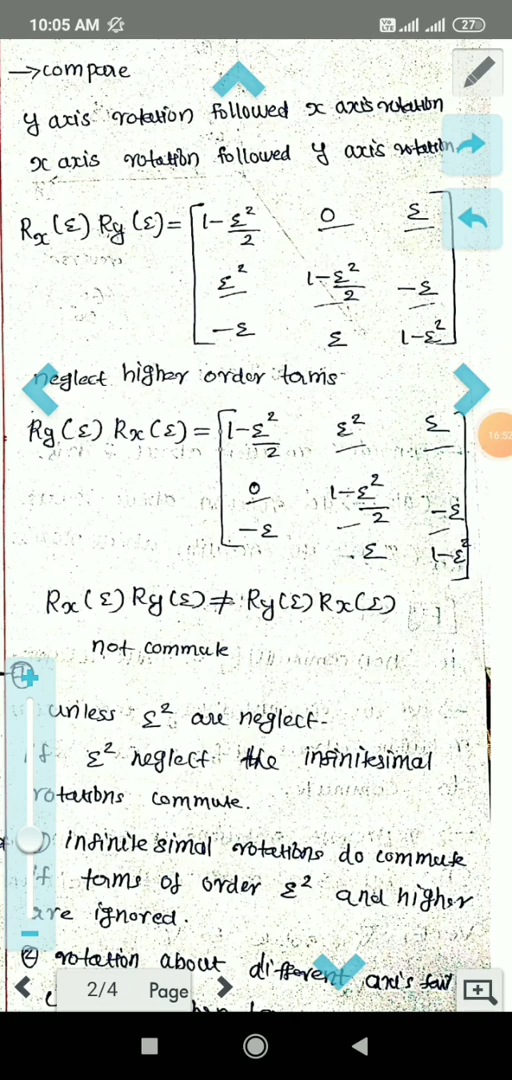 10:05 AM
27
→compare
y axis rotation followed x axis rotation
x axis rotation followed y axis rotation
Rx(ε) Ry(ε) = [1-ε²/2 0 ε
ε² 1-ε²/2 -ε
-ε ε 1-ε²]
neglect higher order terms
Ry(ε) Rx(ε) = [1-ε²/2 ε² ε
0 1-ε²/2 -ε
-ε ε 1-ε²]
Rx(ε) Ry(ε) ≠ Ry(ε) Rx(ε)
not commute
unless ε² are neglect.
if ε² neglect the infinitesimal
rotations commute.
infinitesimal rotations do commute
if terms of order ε² and higher
are ignored.
② rotation about different axis fail
2/4 Page
16:52